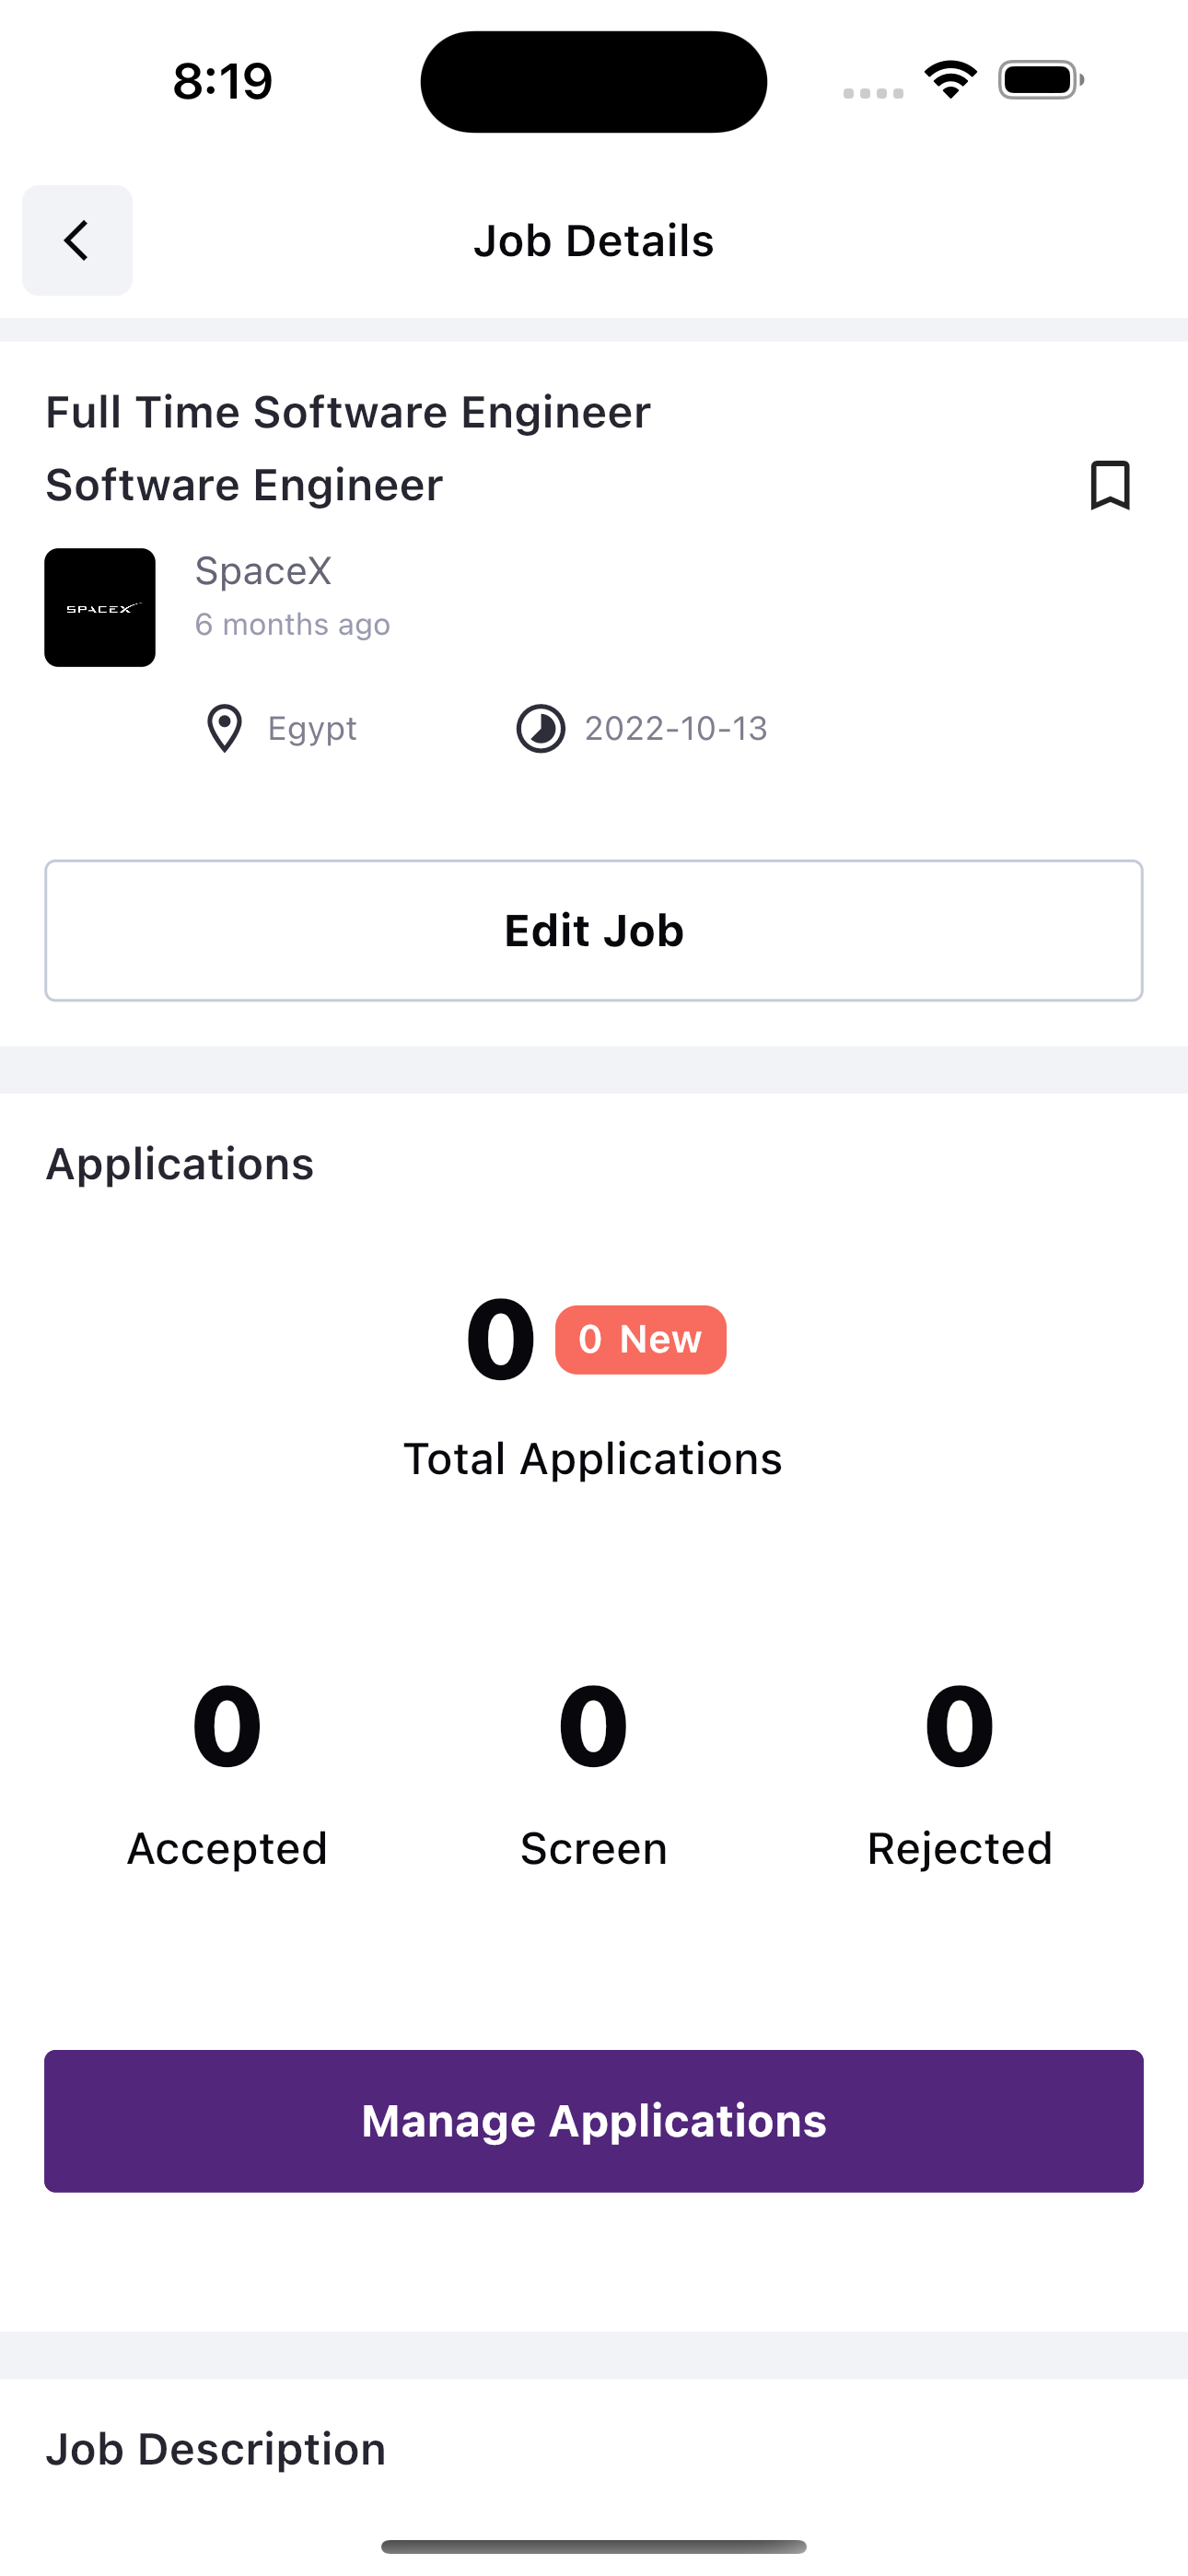 8:19
Job Details
Full Time Software Engineer
Software Engineer
SPACEX
SpaceX
6 months ago
Egypt
2022-10-13
Edit Job
Applications
0
0 New
Total Applications
0
0
0
Accepted
Screen
Rejected
Manage Applications
Job Description